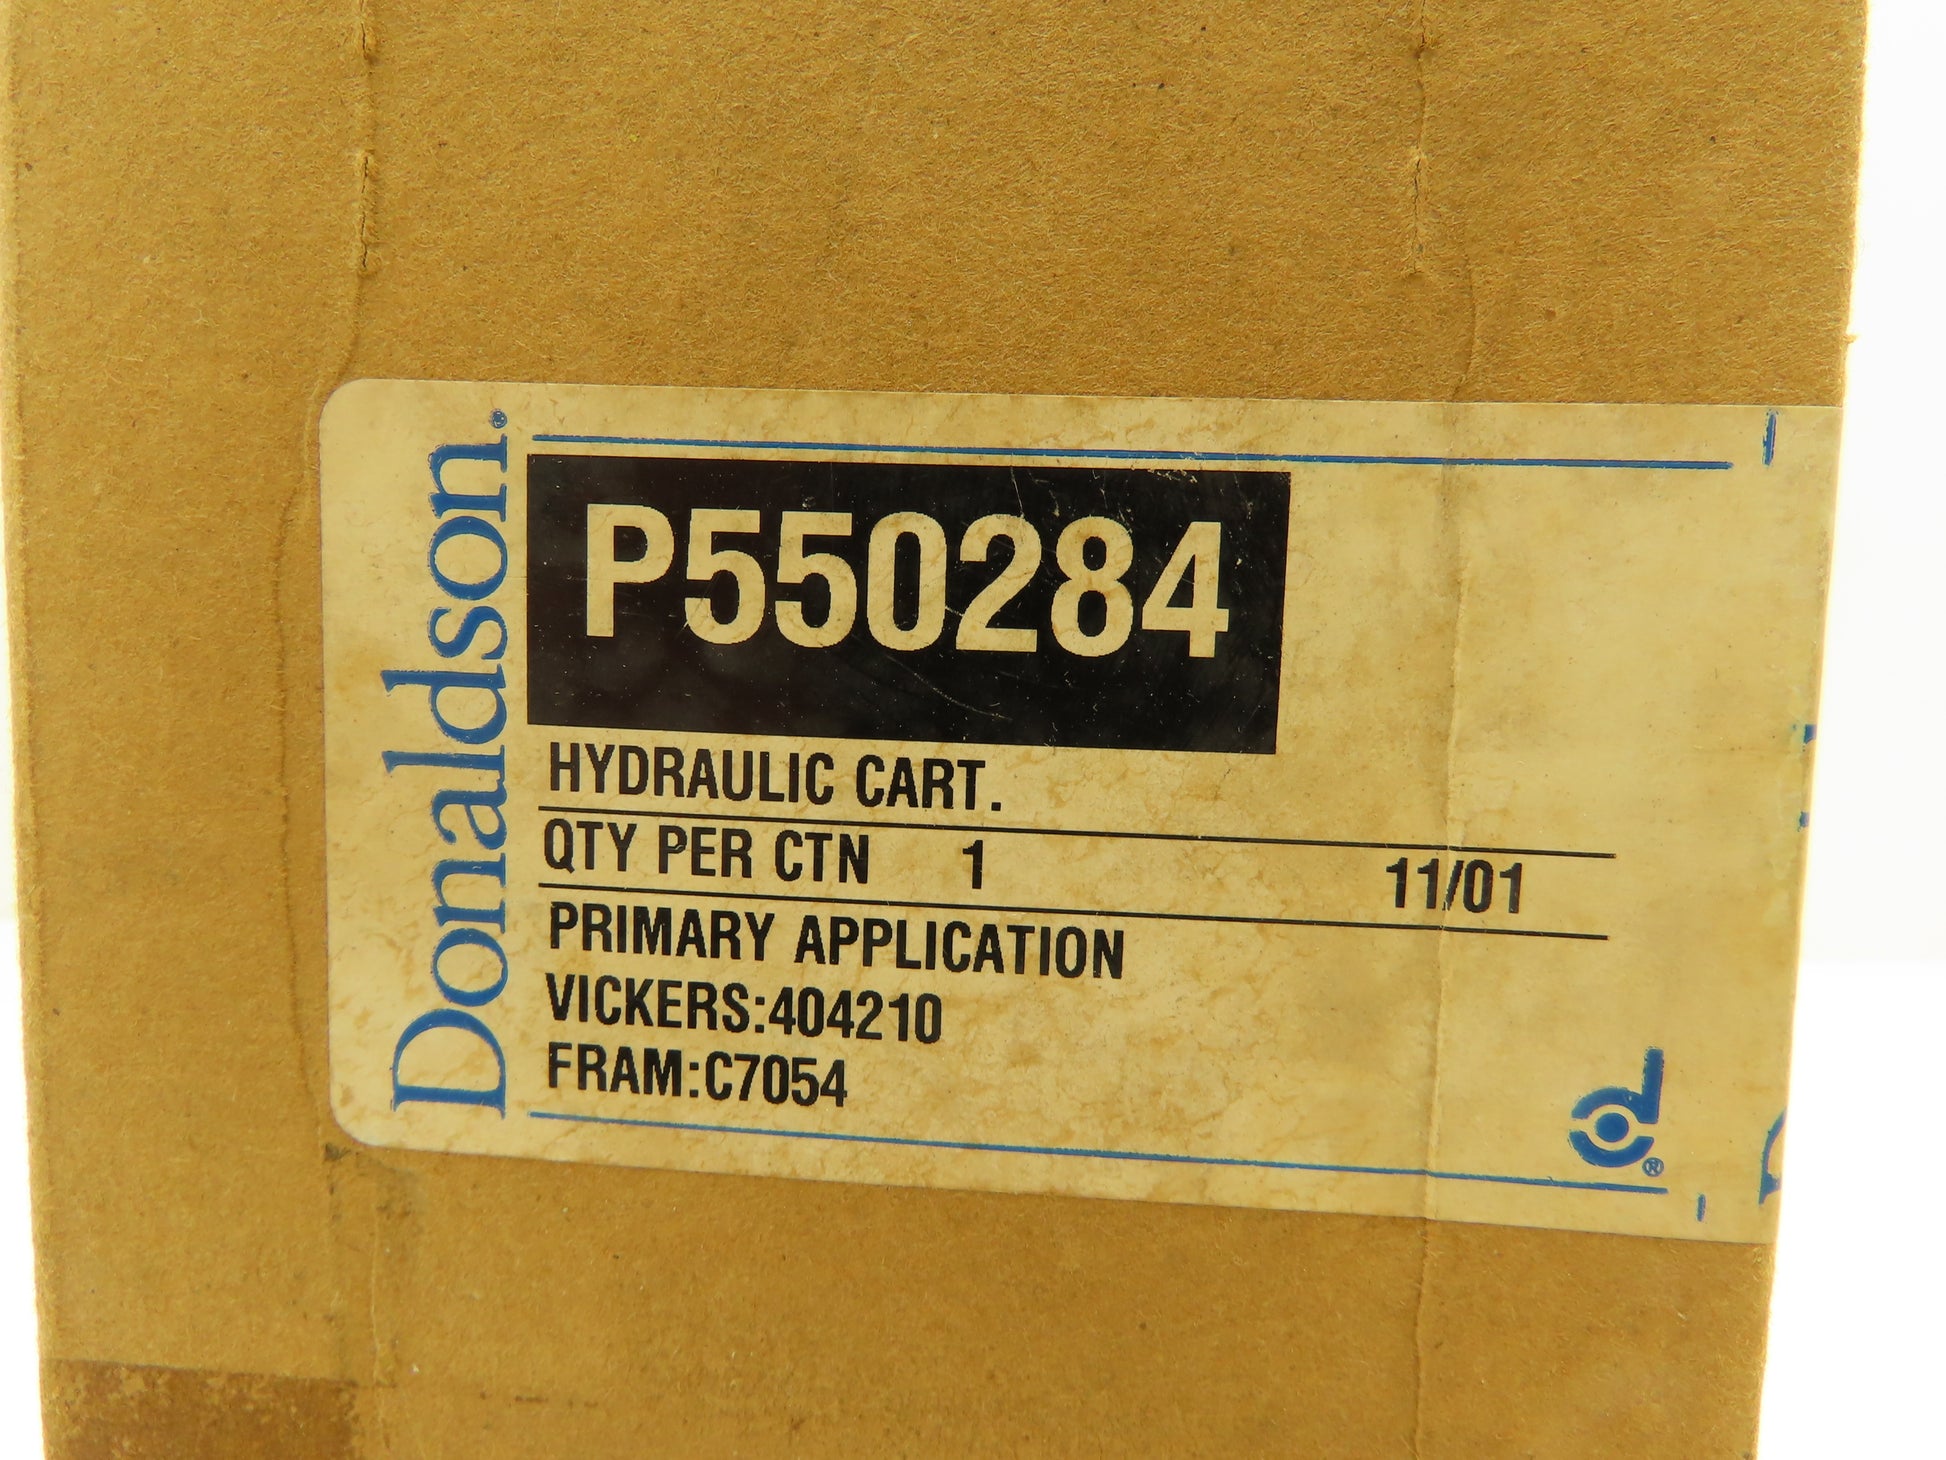 Donaldson®
P550284
HYDRAULIC CART.
QTY PER CTN 1 11/01
PRIMARY APPLICATION
VICKERS:404210
FRAM:C7054
®